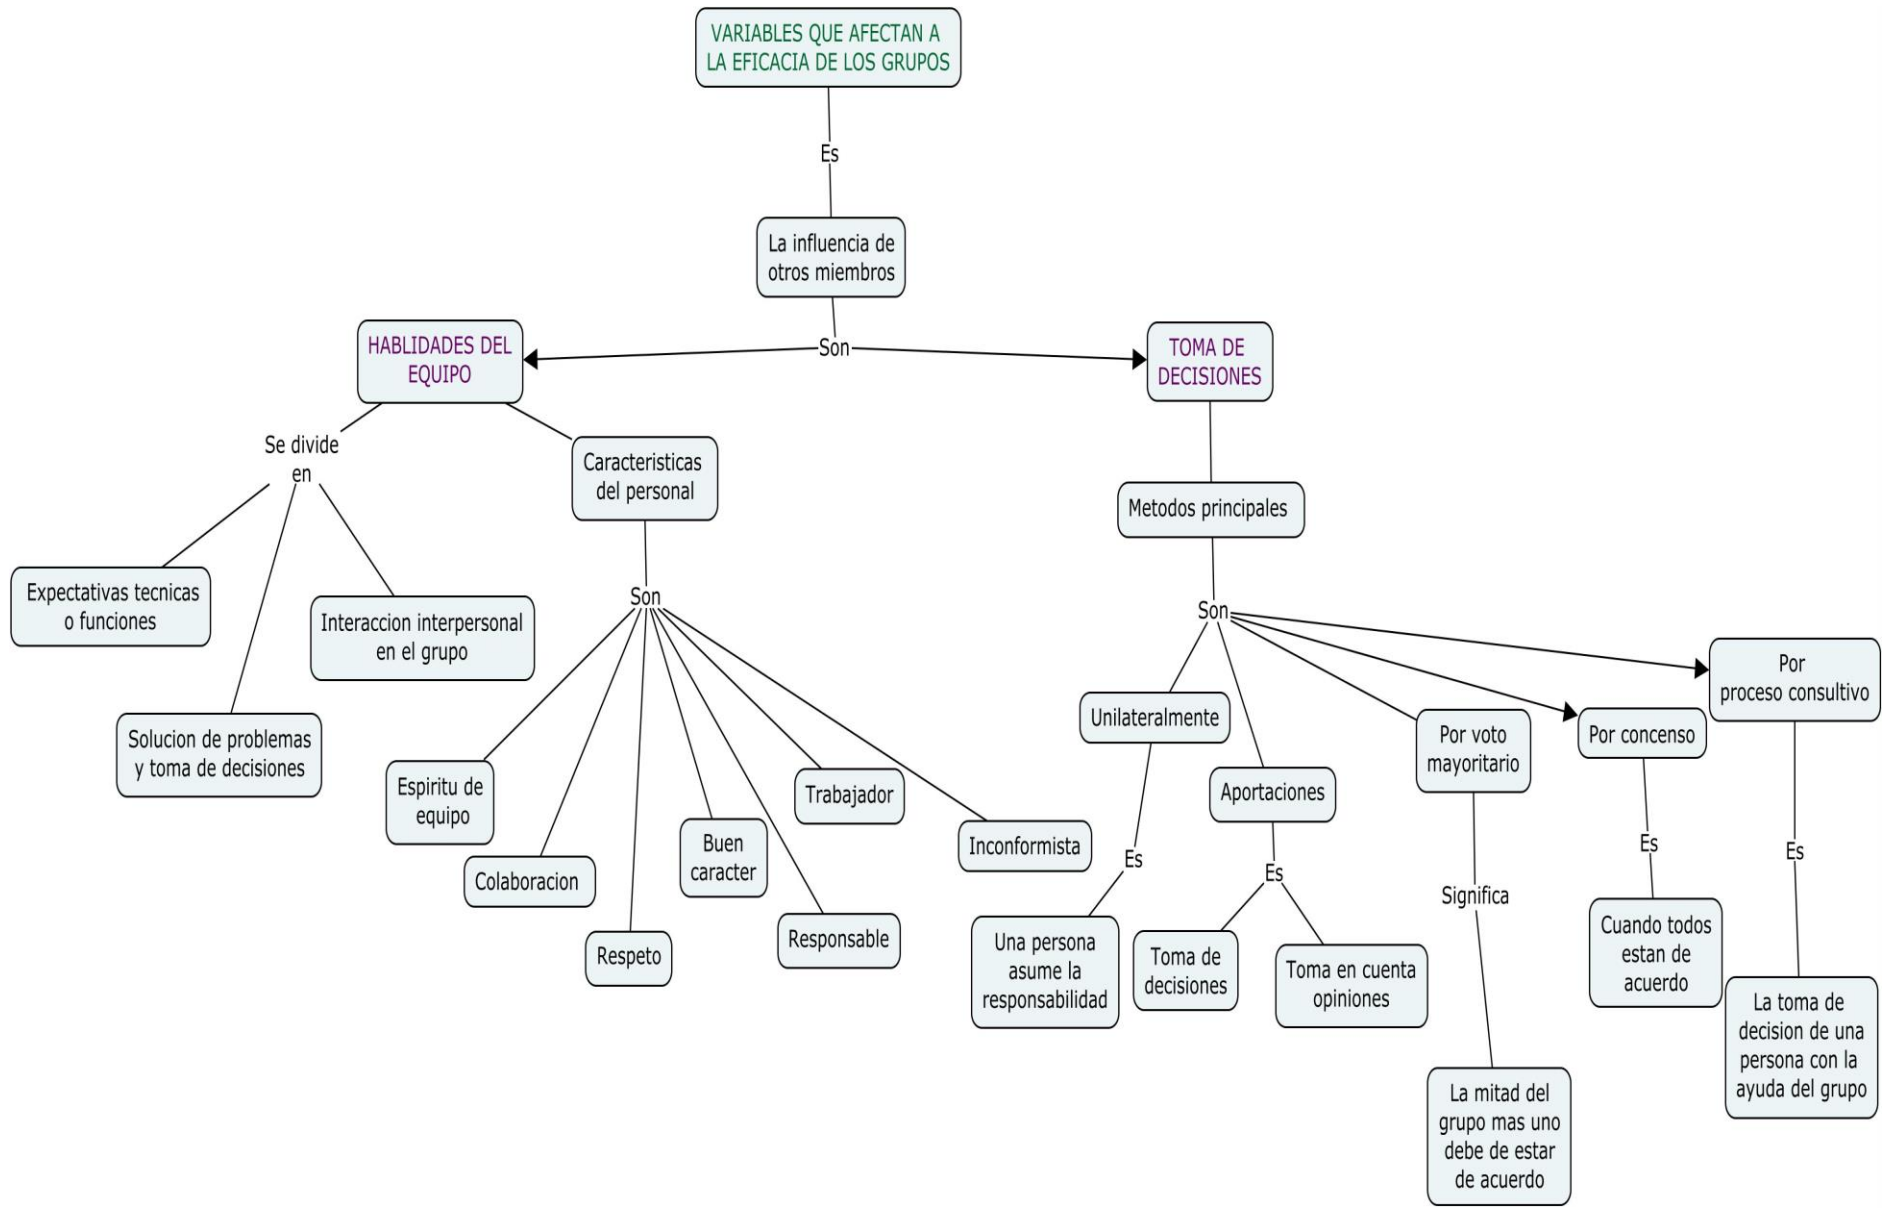 VARIABLES QUE AFECTAN A
LA EFICACIA DE LOS GRUPOS
Es
La influencia de
otros miembros
Son
HABLIDADES DEL
EQUIPO
TOMA DE
DECISIONES
Se divide
en
Caracteristicas
del personal
Metodos principales
Expectativas tecnicas
o funciones
Interaccion interpersonal
en el grupo
Solucion de problemas
y toma de decisiones
Son
Espiritu de
equipo
Colaboracion
Respeto
Buen
caracter
Responsable
Trabajador
Inconformista
Son
Unilateralmente
Es
Una persona
asume la
responsabilidad
Aportaciones
Es
Toma de
decisiones
Toma en cuenta
opiniones
Por voto
mayoritario
Significa
La mitad del
grupo mas uno
debe de estar
de acuerdo
Por concenso
Es
Cuando todos
estan de
acuerdo
Por
proceso consultivo
Es
La toma de
decision de una
persona con la
ayuda del grupo